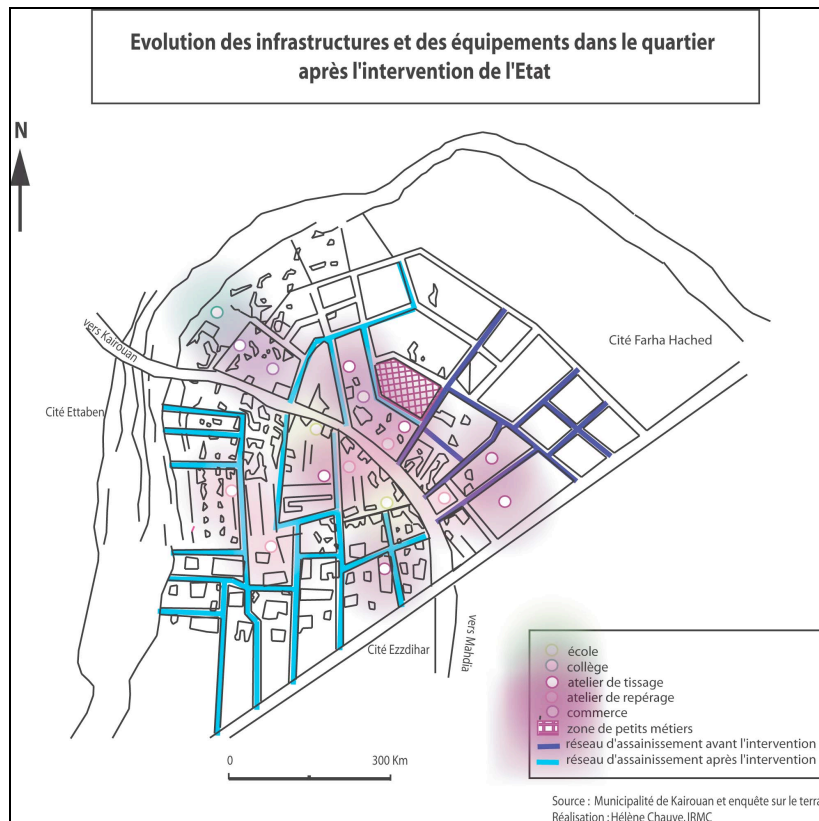 Evolution des infrastructures et des équipements dans le quartier
après l'intervention de l'Etat
N
vers Kairouan
Cité Farha Hached
Cité Ettaben
Cité Ezzdihar
vers Mahdia
école
collège
atelier de tissage
atelier de repérage
commerce
zone de petits métiers
réseau d'assainissement avant l'intervention
réseau d'assainissement après l'intervention
0 300 Km
Source : Municipalité de Kairouan et enquête sur le terra
Réalisation : Hélène Chauve, IRMC